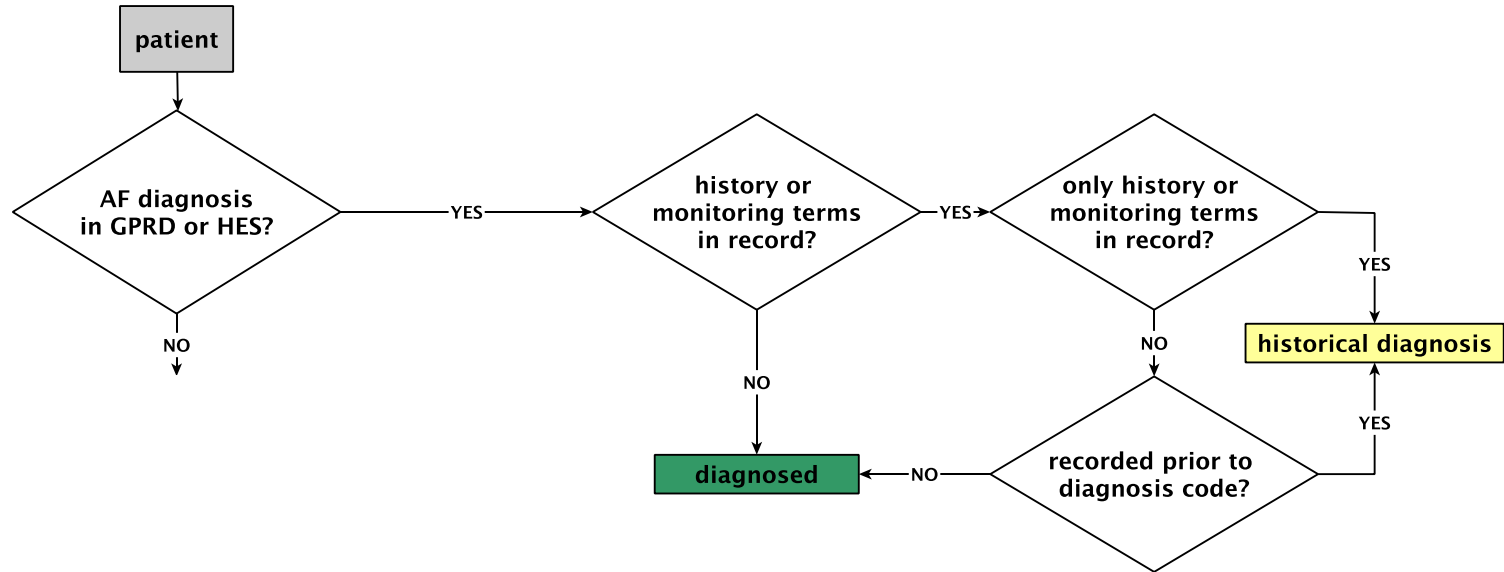 patient
AF diagnosis
in GPRD or HES?
YES
history or
monitoring terms
in record?
YES
only history or
monitoring terms
in record?
YES
NO
NO
historical diagnosis
NO
YES
diagnosed
NO
recorded prior to
diagnosis code?